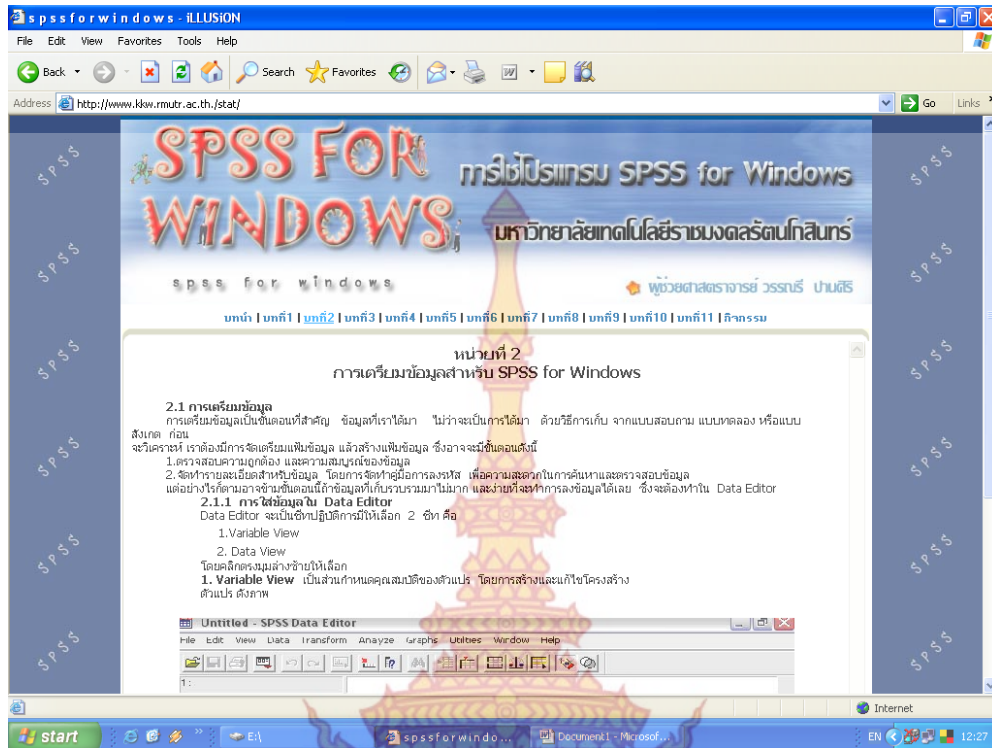 spssforwindows - iLLUSiON
File Edit View Favorites Tools Help
Back Search Favorites
Address http://www.kkw.rmutr.ac.th./stat/ Go Links
SPSS FOR WINDOWS
การใช้โปรแกรม SPSS for Windows
มหาวิทยาลัยเทคโนโลยีราชมงคลรัตนโกสินทร์
spss for windows
ผู้ช่วยศาสตราจารย์ วรรณรี ปานศิริ
บทนำ | บทที่1 | บทที่2 | บทที่3 | บทที่4 | บทที่5 | บทที่6 | บทที่7 | บทที่8 | บทที่9 | บทที่10 | บทที่11 | กิจกรรม
หน่วยที่ 2
การเตรียมข้อมูลสำหรับ SPSS for Windows
2.1 การเตรียมข้อมูล
การเตรียมข้อมูลเป็นขั้นตอนที่สำคัญ ข้อมูลที่เราได้มา ไม่ว่าจะเป็นการได้มา ด้วยวิธีการเก็บ จากแบบสอบถาม แบบทดลอง หรือแบบ
สังเกต ก่อน
จะวิเคราะห์ เราต้องมีการจัดเตรียมแฟ้มข้อมูล แล้วสร้างแฟ้มข้อมูล ซึ่งอาจจะมีขั้นตอนดังนี้
1.ตรวจสอบความถูกต้อง และความสมบูรณ์ของข้อมูล
2.จัดทำรายละเอียดสำหรับข้อมูล โดยการจัดทำคู่มือการลงรหัส เพื่อความสะดวกในการค้นหาและตรวจสอบข้อมูล
แต่อย่างไรก็ตามอาจข้ามขั้นตอนนี้ถ้าข้อมูลที่เก็บรวบรวมมาไม่มาก และง่ายที่จะทำการลงข้อมูลได้เลย ซึ่งจะต้องทำใน Data Editor
2.1.1 การใส่ข้อมูลใน Data Editor
Data Editor จะเป็นชีทปฏิบัติการมีให้เลือก 2 ชีท คือ
1.Variable View
2. Data View
โดยคลิกตรงมุมล่างซ้ายให้เลือก
1. Variable View เป็นส่วนกำหนดคุณสมบัติของตัวแปร โดยการสร้างและแก้ไขโครงสร้าง
ตัวแปร ดังภาพ
Untitled - SPSS Data Editor
File Edit View Data Transform Analyze Graphs Utilities Window Help
1 :
SPSS
SPSS
SPSS
SPSS
SPSS
SPSS
SPSS
SPSS
SPSS
SPSS
SPSS
SPSS
Internet
start E:\ spssforwindo... Document1 - Microsof... EN 12:27